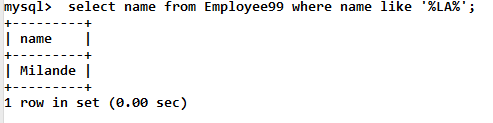 mysql>  select name from Employee99 where name like '%LA%';
+---------+
| name    |
+---------+
| Milande |
+---------+
1 row in set (0.00 sec)